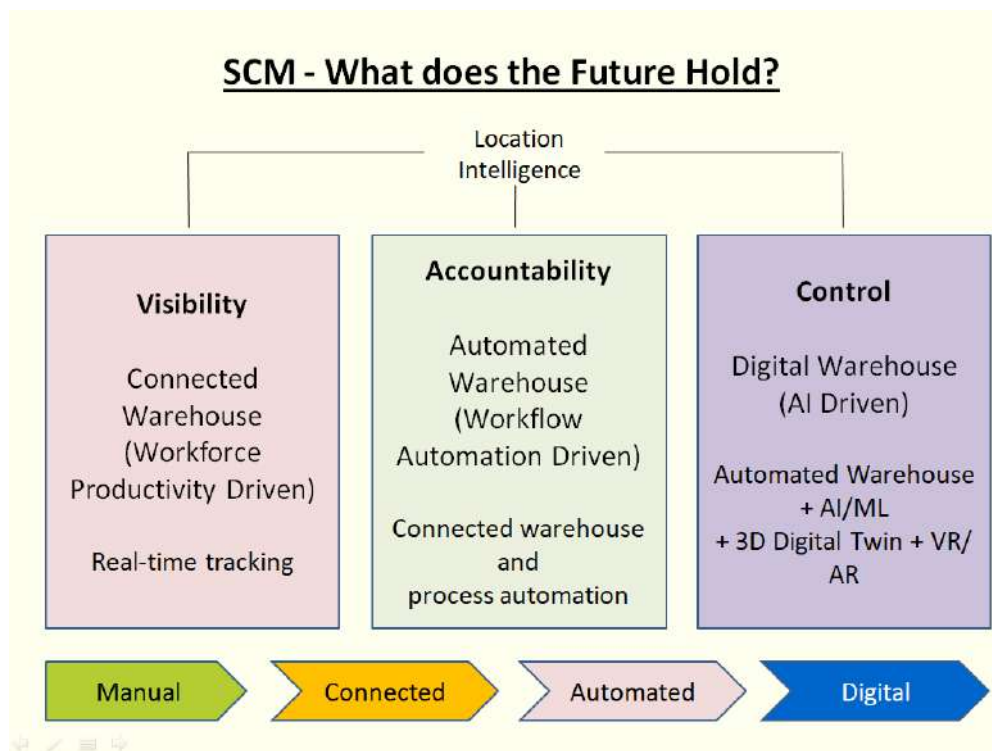 SCM - What does the Future Hold?
Location
Intelligence
Visibility
Connected
Warehouse
(Workforce
Productivity Driven)
Real-time tracking
Accountability
Automated
Warehouse
(Workflow
Automation Driven)
Connected warehouse
and
process automation
Control
Digital Warehouse
(AI Driven)
Automated Warehouse
+ AI/ML
+ 3D Digital Twin + VR/
AR
Manual
Connected
Automated
Digital